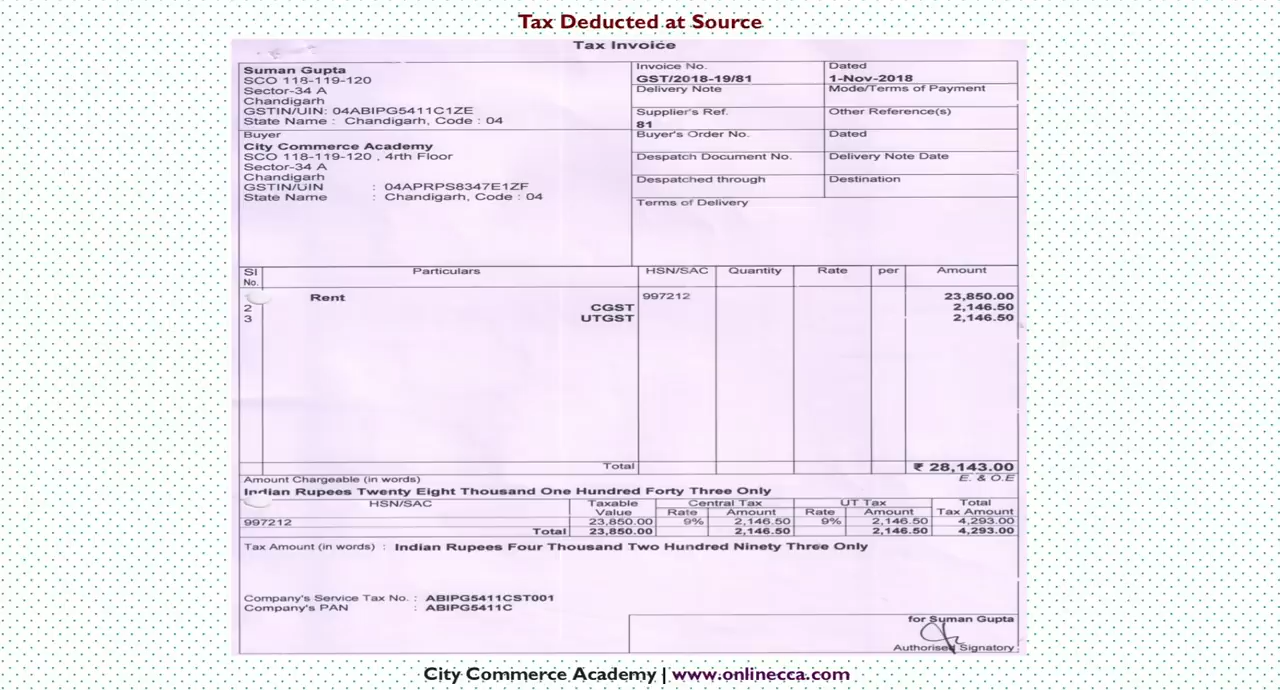 Tax Deducted at Source
Tax Invoice
Suman Gupta
SCO 118-119-120
Sector-34 A
Chandigarh
GSTIN/UIN: 04ABIPG5411C1ZE
State Name : Chandigarh, Code : 04
Invoice No.
GST/2018-19/81
Dated
1-Nov-2018
Delivery Note
Mode/Terms of Payment
Supplier's Ref.
81
Other Reference(s)
Buyer
City Commerce Academy
SCO 118-119-120 , 4rth Floor
Sector-34 A
Chandigarh
GSTIN/UIN : 04APRPS8347E1ZF
State Name : Chandigarh, Code : 04
Buyer's Order No.
Dated
Despatch Document No.
Delivery Note Date
Despatched through
Destination
Terms of Delivery
Sl No. Particulars HSN/SAC Quantity Rate per Amount
Rent 997212 23,850.00
2 CGST 2,146.50
3 UTGST 2,146.50
Total ₹ 28,143.00
Amount Chargeable (in words) E. & O.E
Indian Rupees Twenty Eight Thousand One Hundred Forty Three Only
HSN/SAC Taxable Value Central Tax Rate Amount UT Tax Rate Amount Total Tax Amount
997212 23,850.00 9% 2,146.50 9% 2,146.50 4,293.00
Total 23,850.00 2,146.50 2,146.50 4,293.00
Tax Amount (in words) : Indian Rupees Four Thousand Two Hundred Ninety Three Only
Company's Service Tax No. : ABIPG5411CST001
Company's PAN : ABIPG5411C
for Suman Gupta
Authorised Signatory
City Commerce Academy | www.onlinecca.com